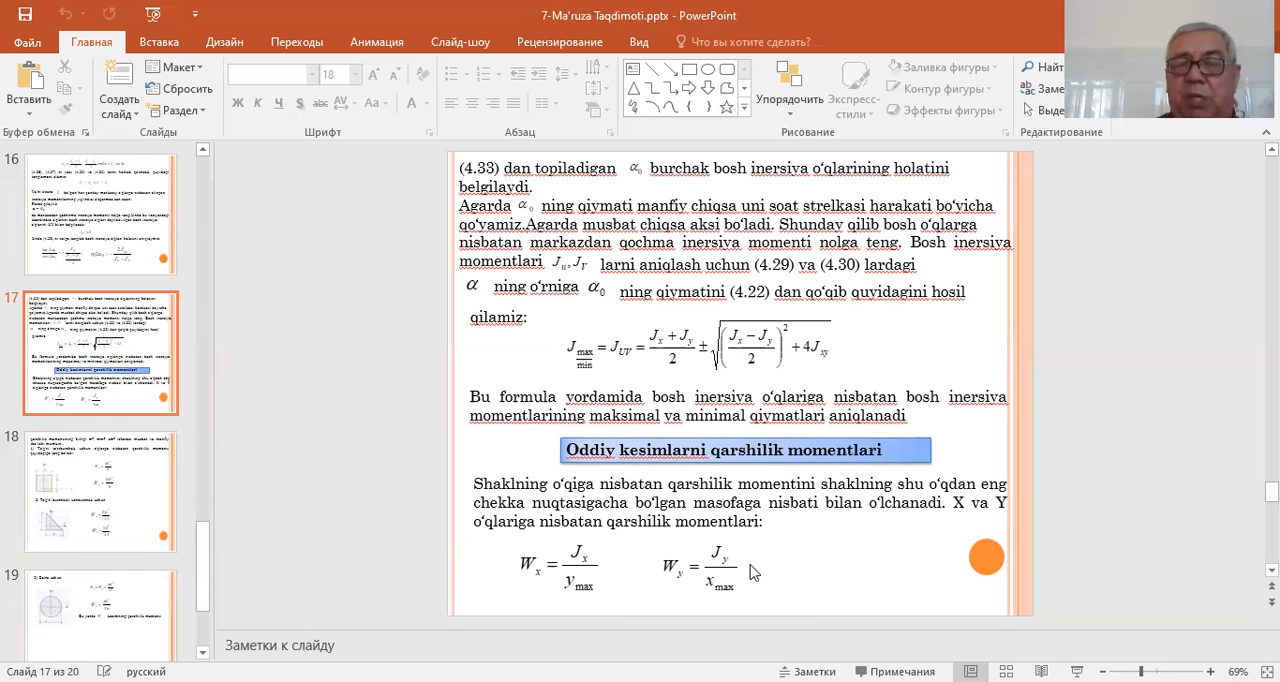 7-Ma'ruza Taqdimoti.pptx - PowerPoint
Файл Главная Вставка Дизайн Переходы Анимация Слайд-шоу Рецензирование Вид Что вы хотите сделать?
Вставить
Создать слайд
Макет
Сбросить
Раздел
18
Ж К Ч S abc AV Aa A
Упорядочить
Экспресс-стили
Заливка фигуры
Контур фигуры
Эффекты фигуры
Найт
Заме
Выде
Буфер обмена Слайды Шрифт Абзац Рисование Редактирование
16
17
18
19
(4.33) dan topiladigan α₀ burchak bosh inersiya o'qlarining holatini
belgilaydi.
Agarda α₀ ning qiymati manfiy chiqsa uni soat strelkasi harakati bo'yicha
qo'yamiz.Agarda musbat chiqsa aksi bo'ladi. Shunday qilib bosh o'qlarga
nisbatan markazdan qochma inersiya momenti nolga teng. Bosh inersiya
momentlari J_u, J_V larni aniqlash uchun (4.29) va (4.30) lardagi
α ning o'rniga α₀ ning qiymatini (4.22) dan qo'qib quvidagini hosil
qilamiz:
J_max/min = J_UV = (J_x + J_y)/2 ± √(((J_x − J_y)/2)² + 4J_xy)
Bu formula yordamida bosh inersiya o'qlariga nisbatan bosh inersiya
momentlarining maksimal va minimal qiymatlari aniqlanadi
Oddiy kesimlarni qarshilik momentlari
Shaklning o'qiga nisbatan qarshilik momentini shaklning shu o'qdan eng
chekka nuqtasigacha bo'lgan masofaga nisbati bilan o'lchanadi. X va Y
o'qlariga nisbatan qarshilik momentlari:
W_x = J_x / y_max W_y = J_y / x_max
Заметки к слайду
Слайд 17 из 20 русский Заметки Примечания 69%